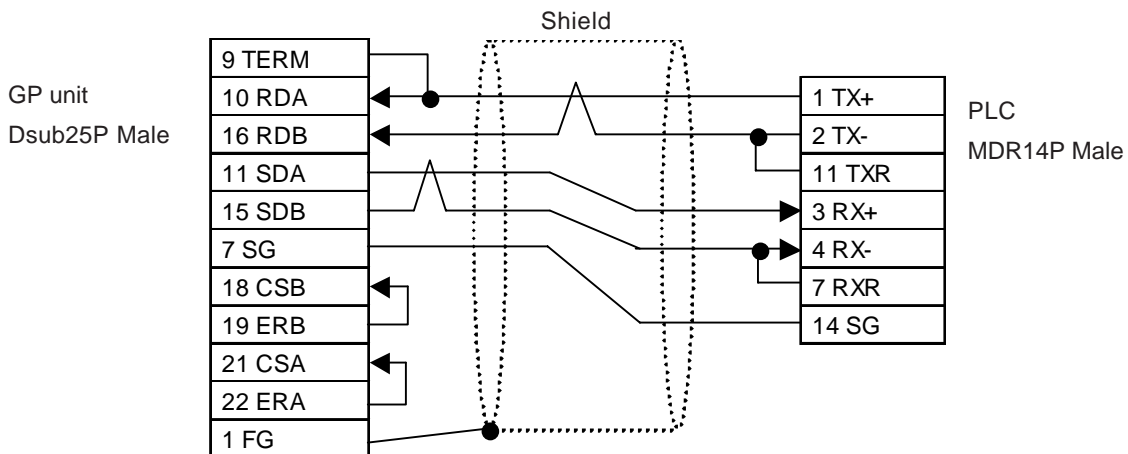 Shield
GP unit
Dsub25P Male
9 TERM
10 RDA
16 RDB
11 SDA
15 SDB
7 SG
18 CSB
19 ERB
21 CSA
22 ERA
1 FG
1 TX+
2 TX-
11 TXR
3 RX+
4 RX-
7 RXR
14 SG
PLC
MDR14P Male